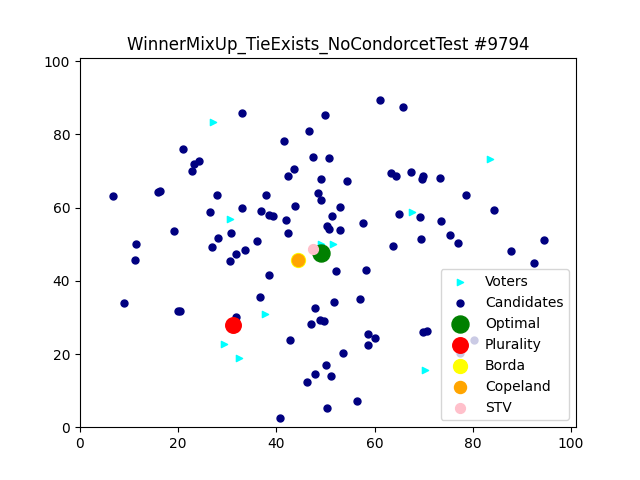 WinnerMixUp_TieExists_NoCondorcetTest #9794
100
80
60
40
20
0
0 20 40 60 80 100
Voters
Candidates
Optimal
Plurality
Borda
Copeland
STV